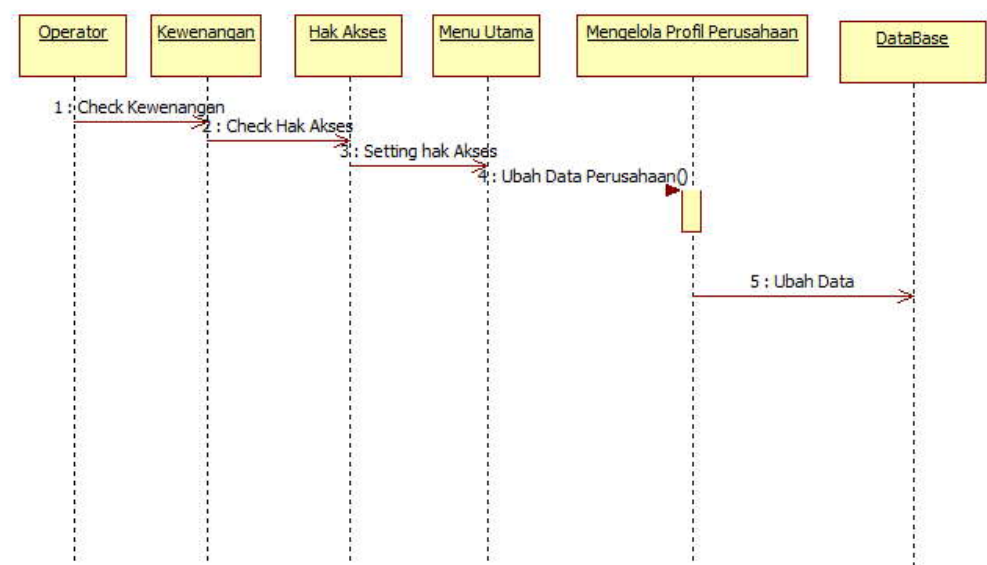 Operator
Kewenangan
Hak Akses
Menu Utama
Mengelola Profil Perusahaan
DataBase
1 : Check Kewenangan
2 : Check Hak Akses
3 : Setting hak Akses
4 : Ubah Data Perusahaan()
5 : Ubah Data